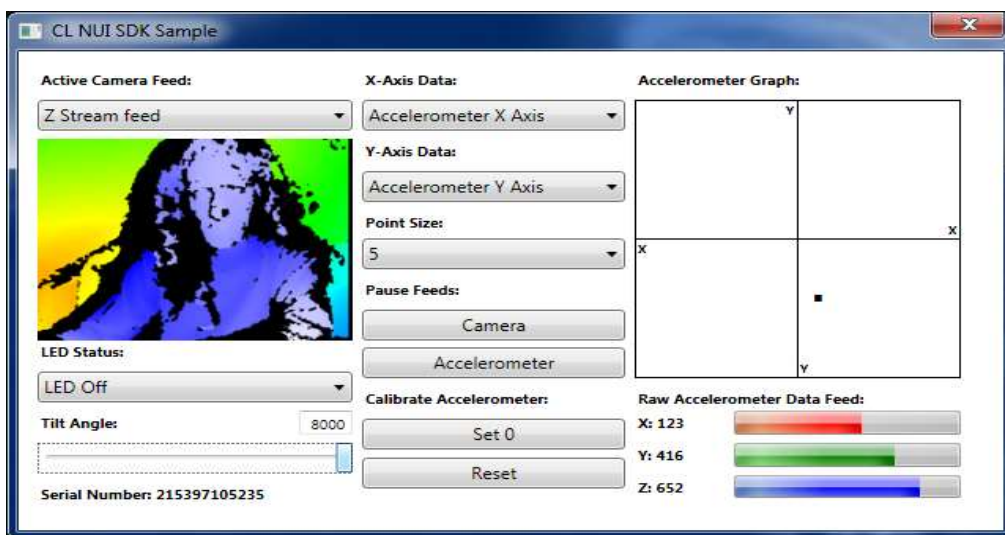 CL NUI SDK Sample
Active Camera Feed:
Z Stream feed
LED Status:
LED Off
Tilt Angle:
8000
Serial Number: 215397105235
X-Axis Data:
Accelerometer X Axis
Y-Axis Data:
Accelerometer Y Axis
Point Size:
5
Pause Feeds:
Camera
Accelerometer
Calibrate Accelerometer:
Set 0
Reset
Accelerometer Graph:
Y
X
X
Y
Raw Accelerometer Data Feed:
X: 123
Y: 416
Z: 652